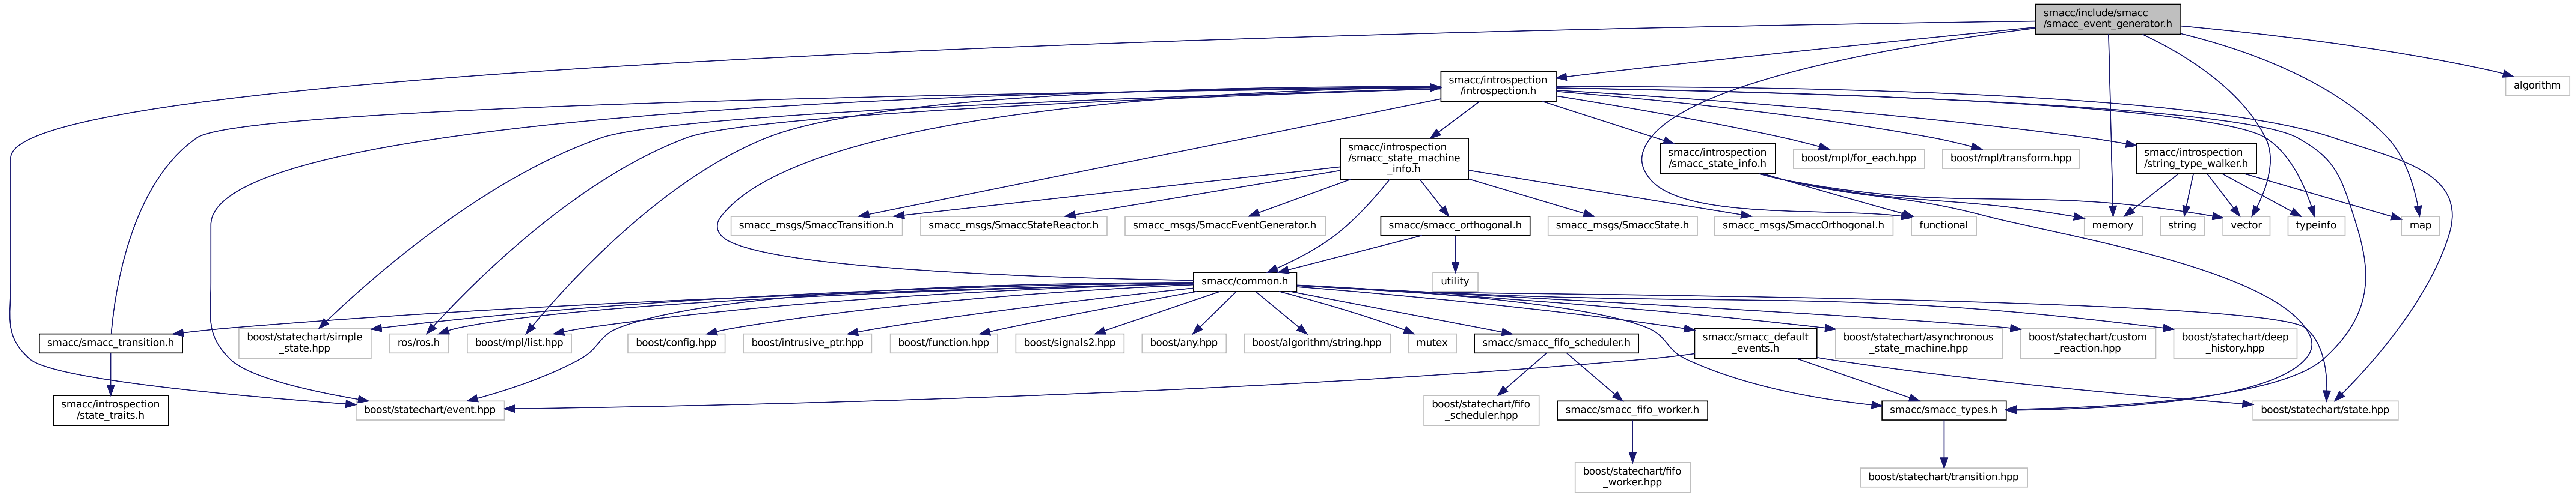 smacc/include/smacc
/smacc_event_generator.h
smacc/introspection
/introspection.h
algorithm
smacc/introspection
/smacc_state_machine
_info.h
smacc/introspection
/smacc_state_info.h
boost/mpl/for_each.hpp
boost/mpl/transform.hpp
smacc/introspection
/string_type_walker.h
smacc_msgs/SmaccTransition.h
smacc_msgs/SmaccStateReactor.h
smacc_msgs/SmaccEventGenerator.h
smacc/smacc_orthogonal.h
smacc_msgs/SmaccState.h
smacc_msgs/SmaccOrthogonal.h
functional
memory
string
vector
typeinfo
map
smacc/common.h
utility
smacc/smacc_transition.h
boost/statechart/simple
_state.hpp
ros/ros.h
boost/mpl/list.hpp
boost/config.hpp
boost/intrusive_ptr.hpp
boost/function.hpp
boost/signals2.hpp
boost/any.hpp
boost/algorithm/string.hpp
mutex
smacc/smacc_fifo_scheduler.h
smacc/smacc_default
_events.h
boost/statechart/asynchronous
_state_machine.hpp
boost/statechart/custom
_reaction.hpp
boost/statechart/deep
_history.hpp
smacc/introspection
/state_traits.h
boost/statechart/event.hpp
boost/statechart/fifo
_scheduler.hpp
smacc/smacc_fifo_worker.h
smacc/smacc_types.h
boost/statechart/state.hpp
boost/statechart/fifo
_worker.hpp
boost/statechart/transition.hpp